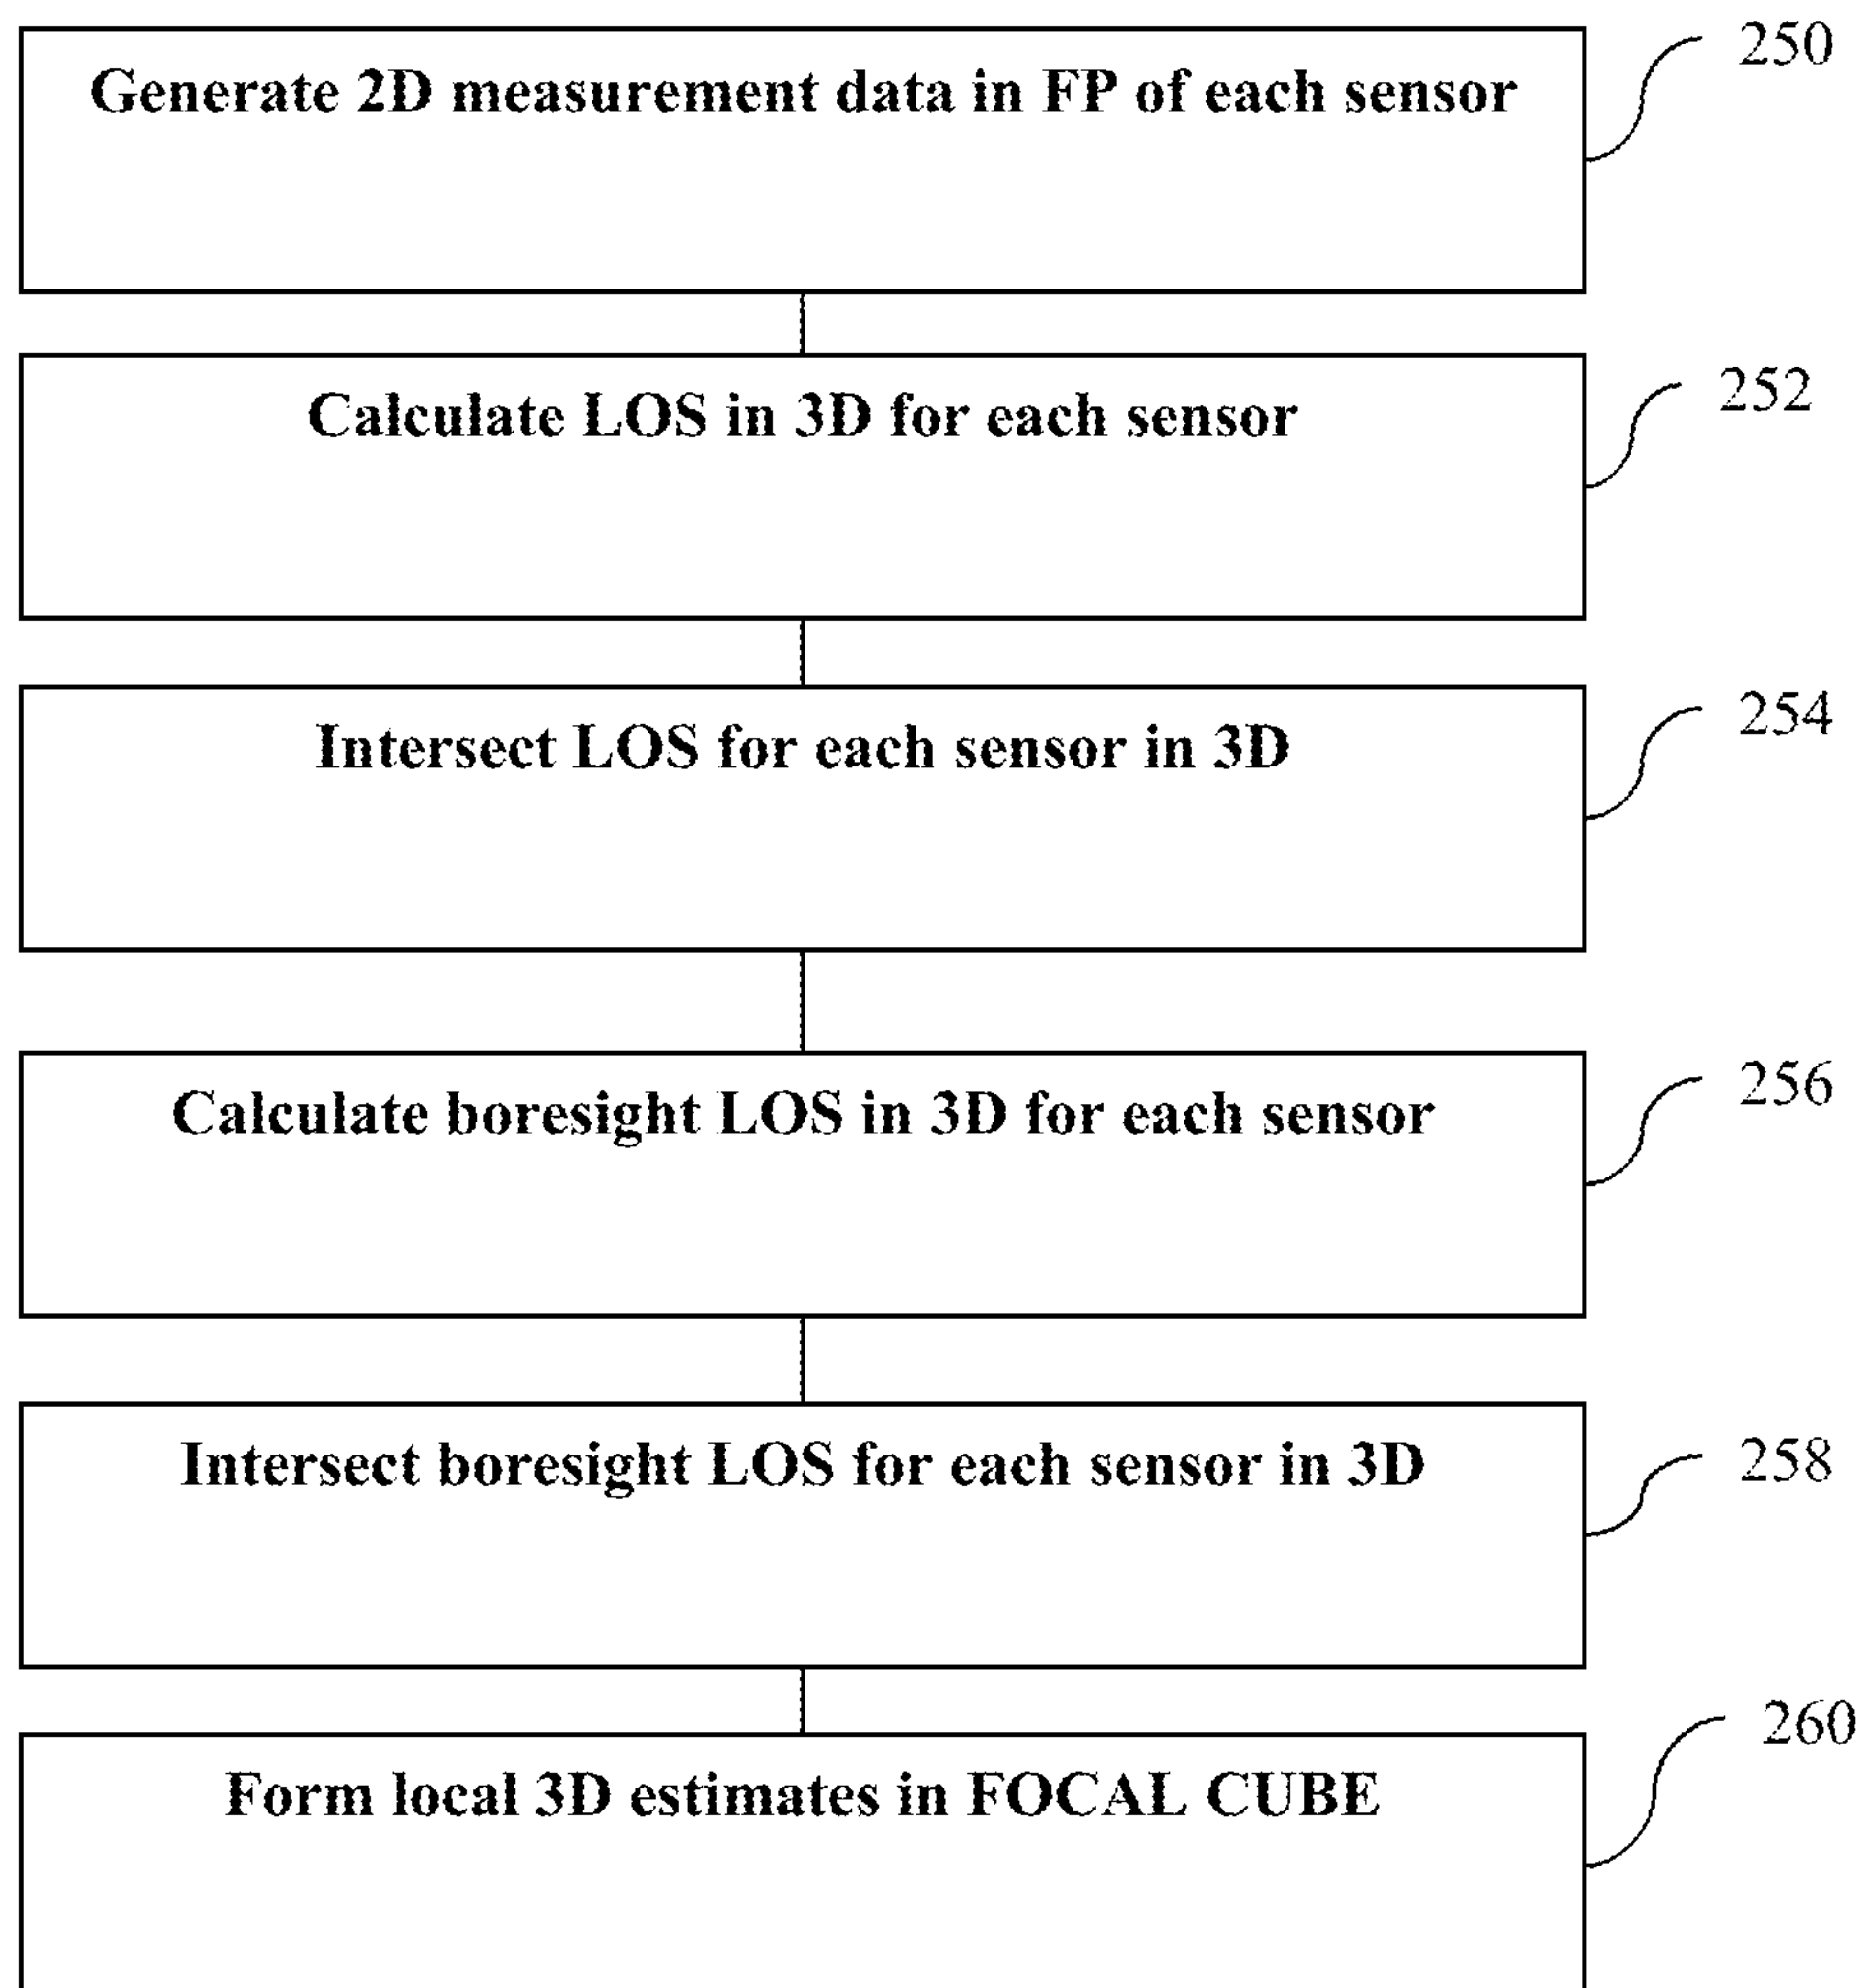 Generate 2D measurement data in FP of each sensor
250
Calculate LOS in 3D for each sensor
252
Intersect LOS for each sensor in 3D
254
Calculate boresight LOS in 3D for each sensor
256
Intersect boresight LOS for each sensor in 3D
258
Form local 3D estimates in FOCAL CUBE
260